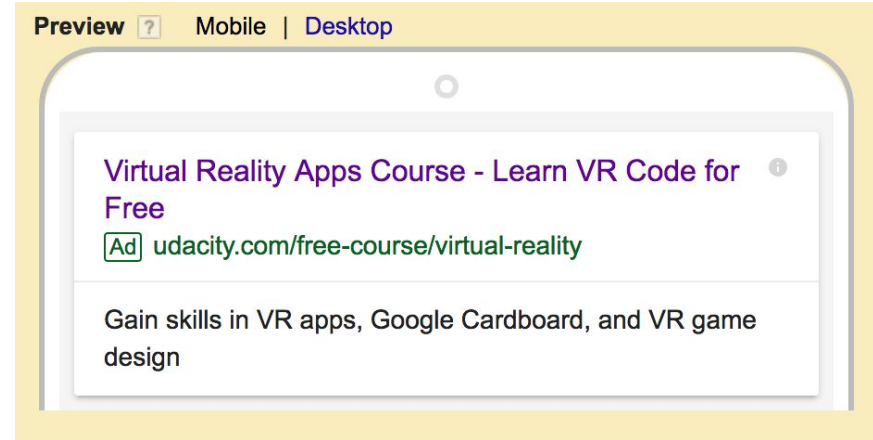 Preview ? Mobile | Desktop
Virtual Reality Apps Course - Learn VR Code for
Free
Ad udacity.com/free-course/virtual-reality
Gain skills in VR apps, Google Cardboard, and VR game
design